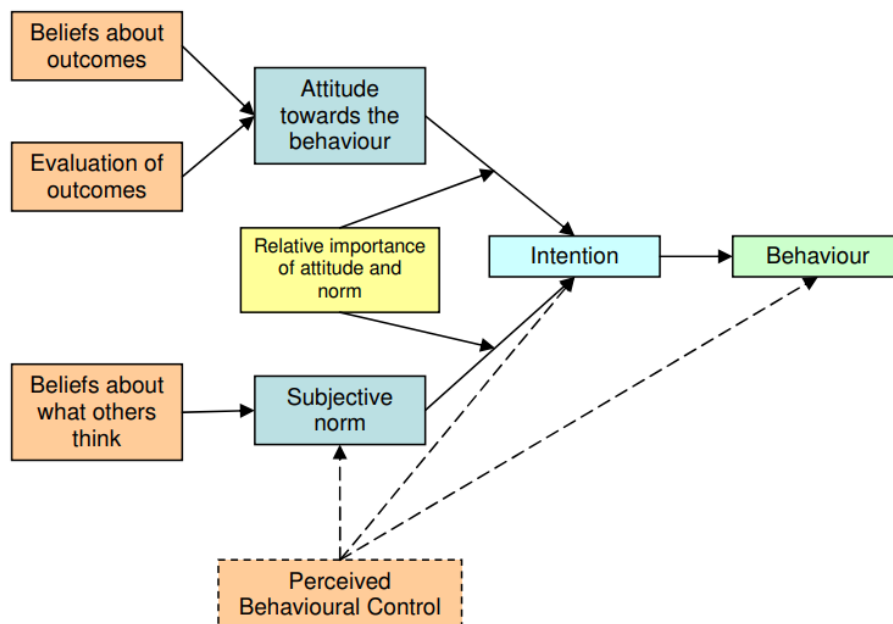 Beliefs about
outcomes
Evaluation of
outcomes
Attitude
towards the
behaviour
Relative importance
of attitude and
norm
Intention
Behaviour
Beliefs about
what others
think
Subjective
norm
Perceived
Behavioural Control